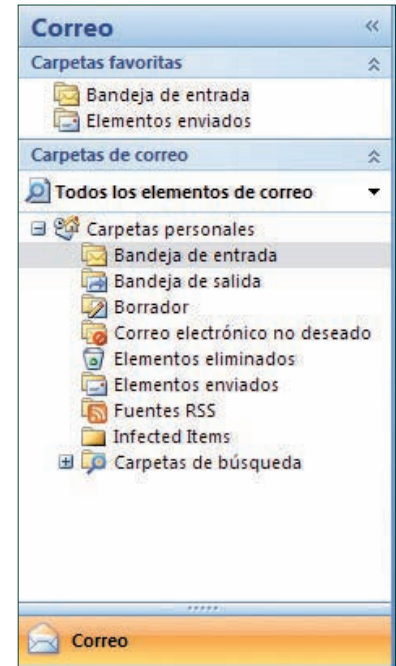 Correo
Carpetas favoritas
Bandeja de entrada
Elementos enviados
Carpetas de correo
Todos los elementos de correo
Carpetas personales
Bandeja de entrada
Bandeja de salida
Borrador
Correo electrónico no deseado
Elementos eliminados
Elementos enviados
Fuentes RSS
Infected Items
Carpetas de búsqueda
Correo